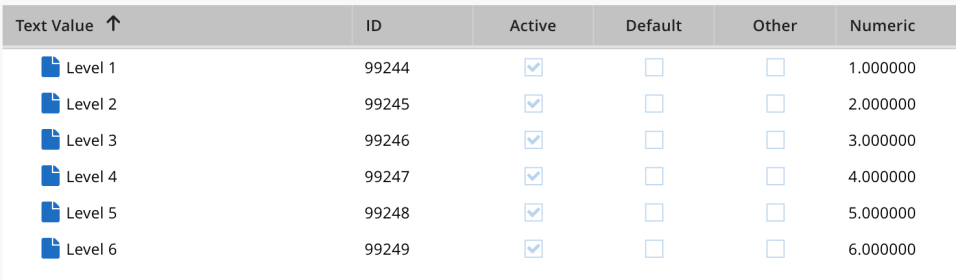 Text Value ID Active Default Other Numeric
Level 1 99244 1.000000
Level 2 99245 2.000000
Level 3 99246 3.000000
Level 4 99247 4.000000
Level 5 99248 5.000000
Level 6 99249 6.000000